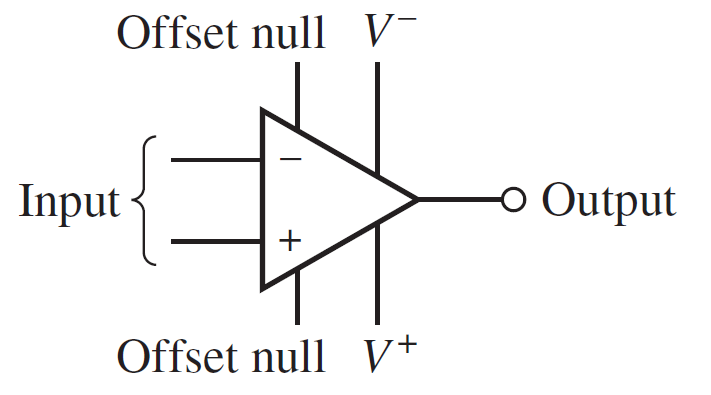 Offset null V⁻
−
Input
Output
+
Offset null V⁺